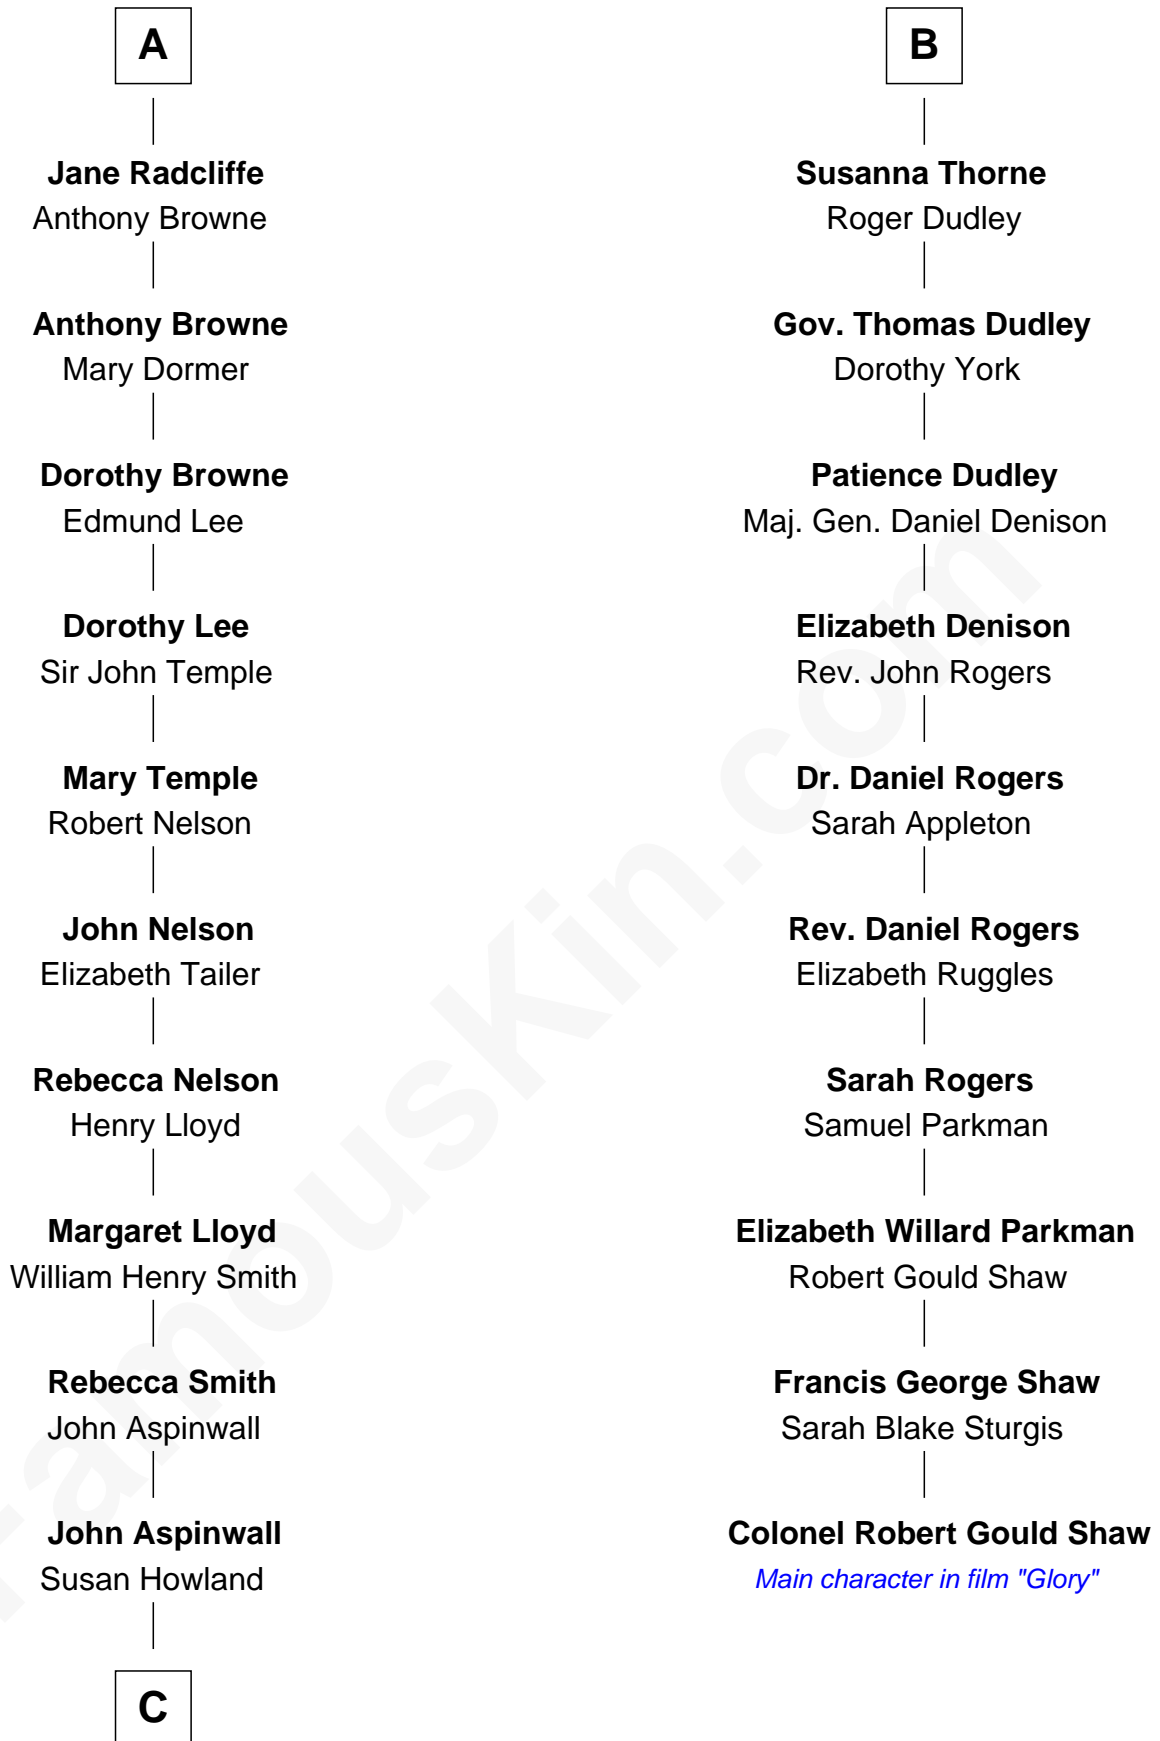 A
Jane Radcliffe
Anthony Browne
Anthony Browne
Mary Dormer
Dorothy Browne
Edmund Lee
Dorothy Lee
Sir John Temple
Mary Temple
Robert Nelson
John Nelson
Elizabeth Tailer
Rebecca Nelson
Henry Lloyd
Margaret Lloyd
William Henry Smith
Rebecca Smith
John Aspinwall
John Aspinwall
Susan Howland
C
B
Susanna Thorne
Roger Dudley
Gov. Thomas Dudley
Dorothy York
Patience Dudley
Maj. Gen. Daniel Denison
Elizabeth Denison
Rev. John Rogers
Dr. Daniel Rogers
Sarah Appleton
Rev. Daniel Rogers
Elizabeth Ruggles
Sarah Rogers
Samuel Parkman
Elizabeth Willard Parkman
Robert Gould Shaw
Francis George Shaw
Sarah Blake Sturgis
Colonel Robert Gould Shaw
Main character in film "Glory"
FamousKin.com